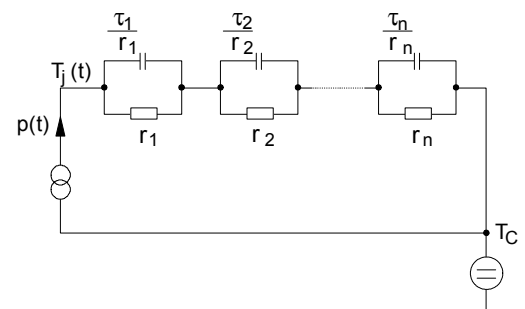 τ1 τ2 τn
r1 r2 rn
Tj (t)
p(t)
r1 r2 rn
TC